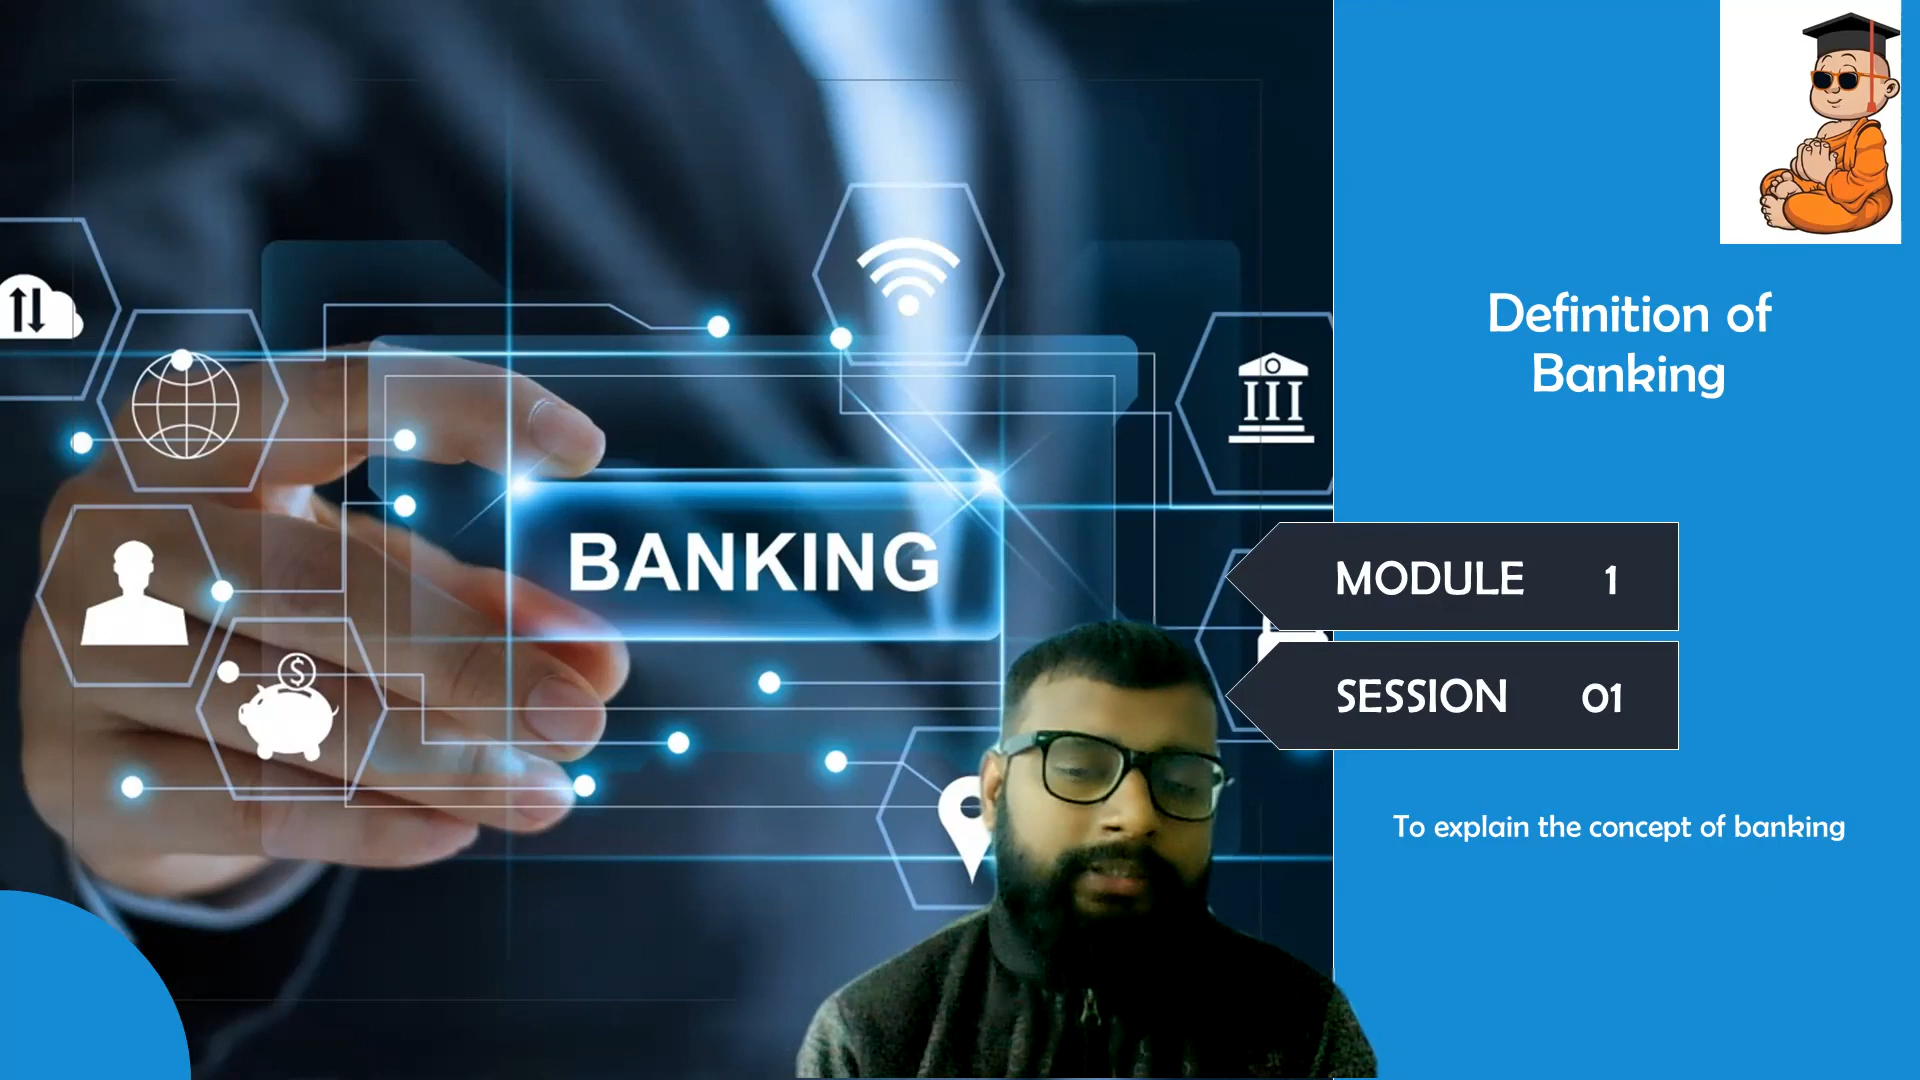 Definition of
Banking
BANKING
MODULE 1
SESSION 01
To explain the concept of banking